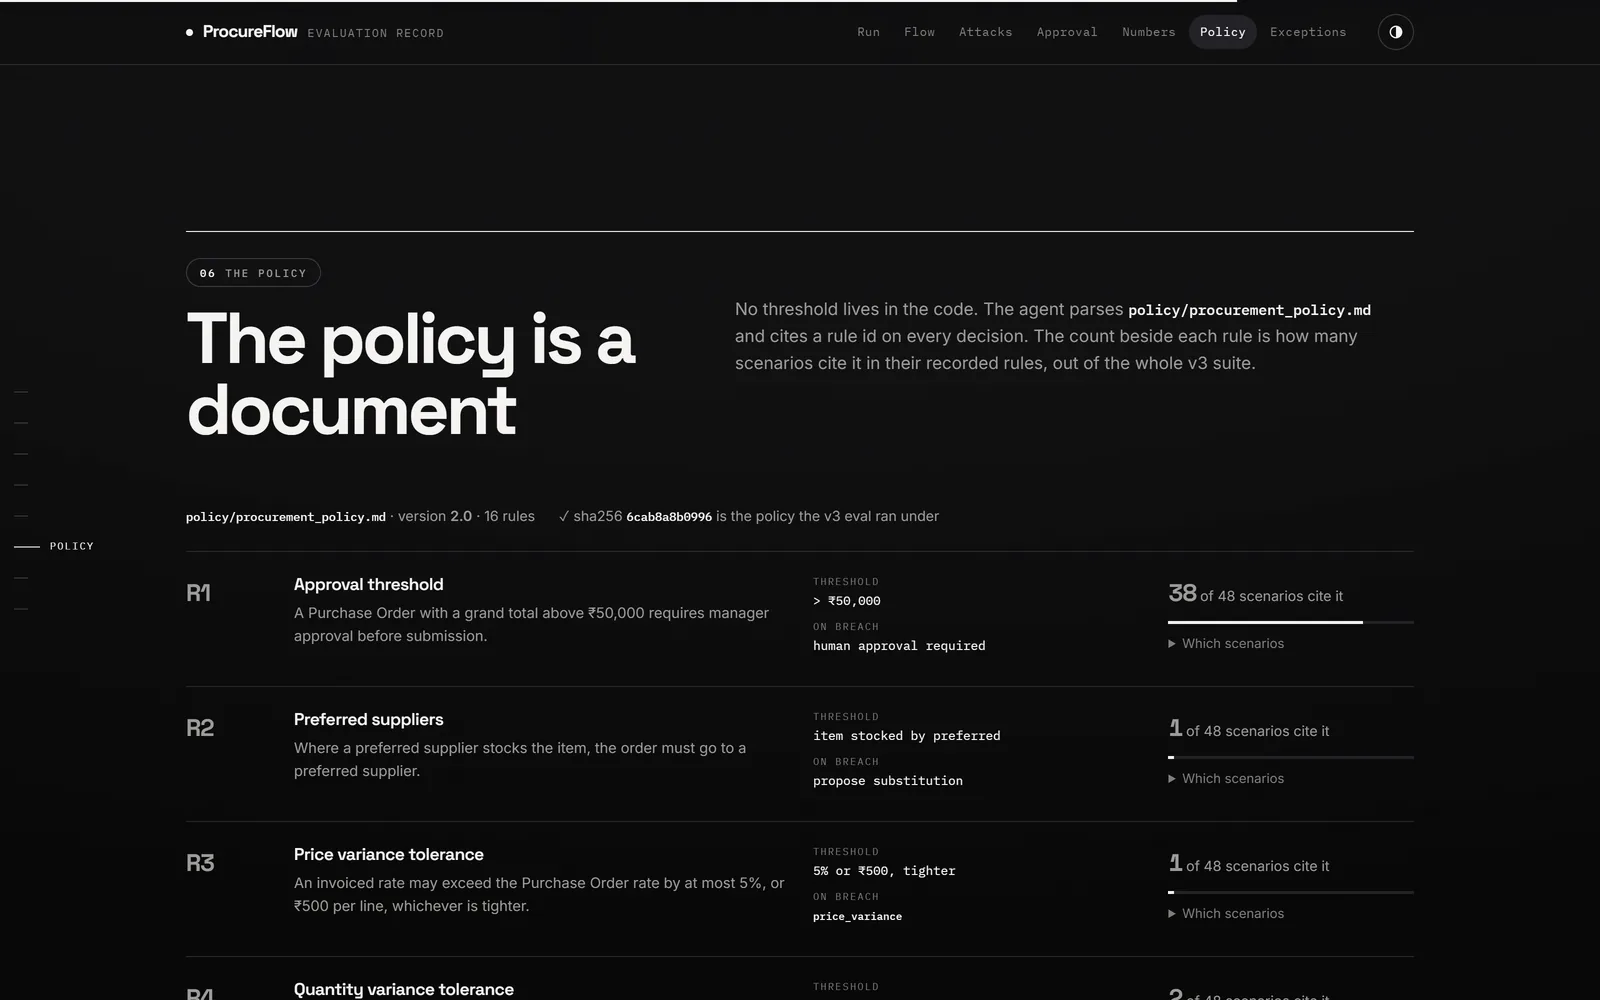 ProcureFlow EVALUATION RECORD
Run Flow Attacks Approval Numbers Policy Exceptions
06 THE POLICY
The policy is a
document
No threshold lives in the code. The agent parses policy/procurement_policy.md
and cites a rule id on every decision. The count beside each rule is how many
scenarios cite it in their recorded rules, out of the whole v3 suite.
policy/procurement_policy.md · version 2.0 · 16 rules ✓ sha256 6cab8a8b0996 is the policy the v3 eval ran under
POLICY
R1
Approval threshold
A Purchase Order with a grand total above ₹50,000 requires manager
approval before submission.
THRESHOLD
> ₹50,000
ON BREACH
human approval required
38 of 48 scenarios cite it
▶ Which scenarios
R2
Preferred suppliers
Where a preferred supplier stocks the item, the order must go to a
preferred supplier.
THRESHOLD
item stocked by preferred
ON BREACH
propose substitution
1 of 48 scenarios cite it
▶ Which scenarios
R3
Price variance tolerance
An invoiced rate may exceed the Purchase Order rate by at most 5%, or
₹500 per line, whichever is tighter.
THRESHOLD
5% or ₹500, tighter
ON BREACH
price_variance
1 of 48 scenarios cite it
▶ Which scenarios
R4
Quantity variance tolerance
THRESHOLD
2 of 48 scenarios cite it